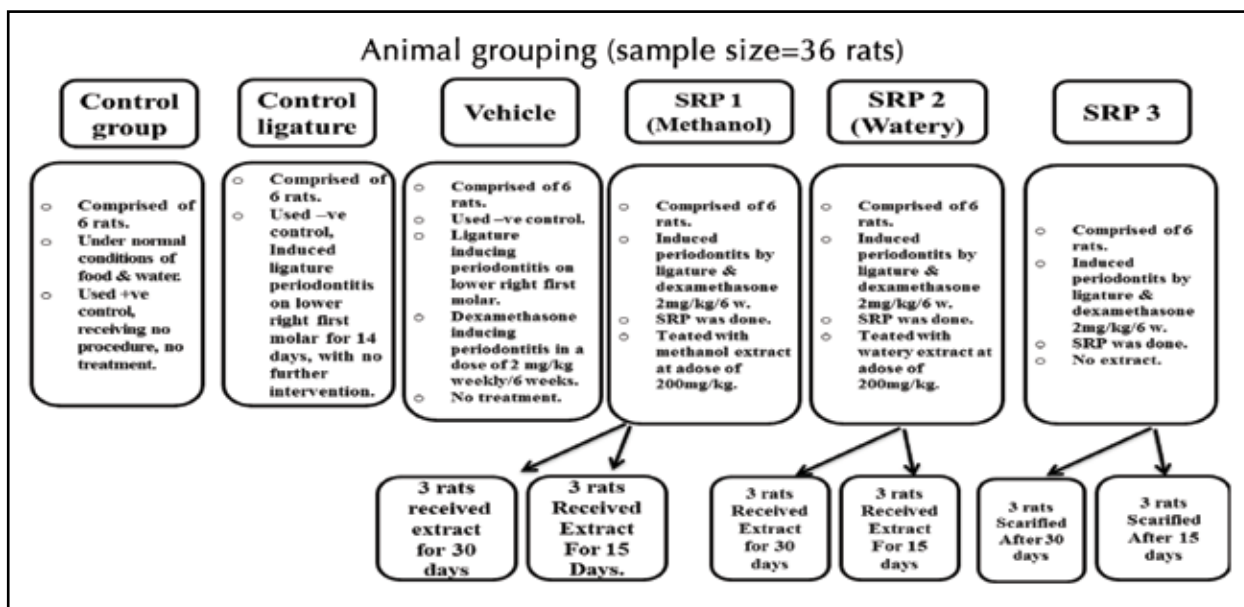 Animal grouping (sample size=36 rats)
Control
group
Control
ligature
Vehicle
SRP 1
(Methanol)
SRP 2
(Watery)
SRP 3
○ Comprised of
6 rats.
○ Under normal
conditions of
food & water.
○ Used +ve
control,
receiving no
procedure, no
treatment.
○ Comprised of
6 rats.
○ Used –ve
control,
Induced
ligature
periodontitis
on lower
right first
molar for 14
days, with no
further
intervention.
○ Comprised of 6
rats.
○ Used –ve control.
○ Ligature
inducing
periodontitis on
lower right first
molar.
○ Dexamethasone
inducing
periodontitis in a
dose of 2 mg/kg
weekly/6 weeks.
○ No treatment.
○ Comprised of 6
rats.
○ Induced
periodontits by
ligature &
dexamethasone
2mg/kg/6 w.
○ SRP was done.
○ Teated with
methanol extract
at adose of
200mg/kg.
○ Comprised of 6
rats.
○ Induced
periodontits by
ligature &
dexamethasone
2mg/kg/6 w.
○ SRP was done.
○ Teated with
watery extract at
adose of
200mg/kg.
○ Comprised of 6
rats.
○ Induced
periodontits by
ligature &
dexamethasone
2mg/kg/6 w.
○ SRP was done.
○ No extract.
3 rats
received
extract
for 30
days
3 rats
Received
Extract
For 15
Days.
3 rats
Received
Extract
for 30
days
3 rats
Received
Extract
For 15
Days
3 rats
Scarified
After 30
days
3 rats
Scarified
After 15
days